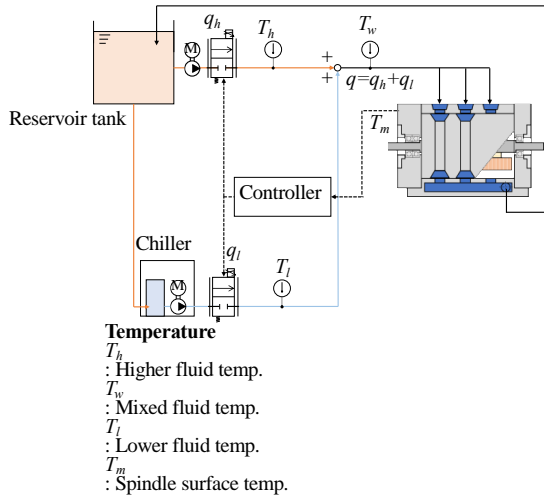 q_h
T_h
T_w
M
+
+
q=q_h+q_l
Reservoir tank
T_m
Controller
Chiller
q_l
T_l
M
Temperature
T_h
: Higher fluid temp.
T_w
: Mixed fluid temp.
T_l
: Lower fluid temp.
T_m
: Spindle surface temp.